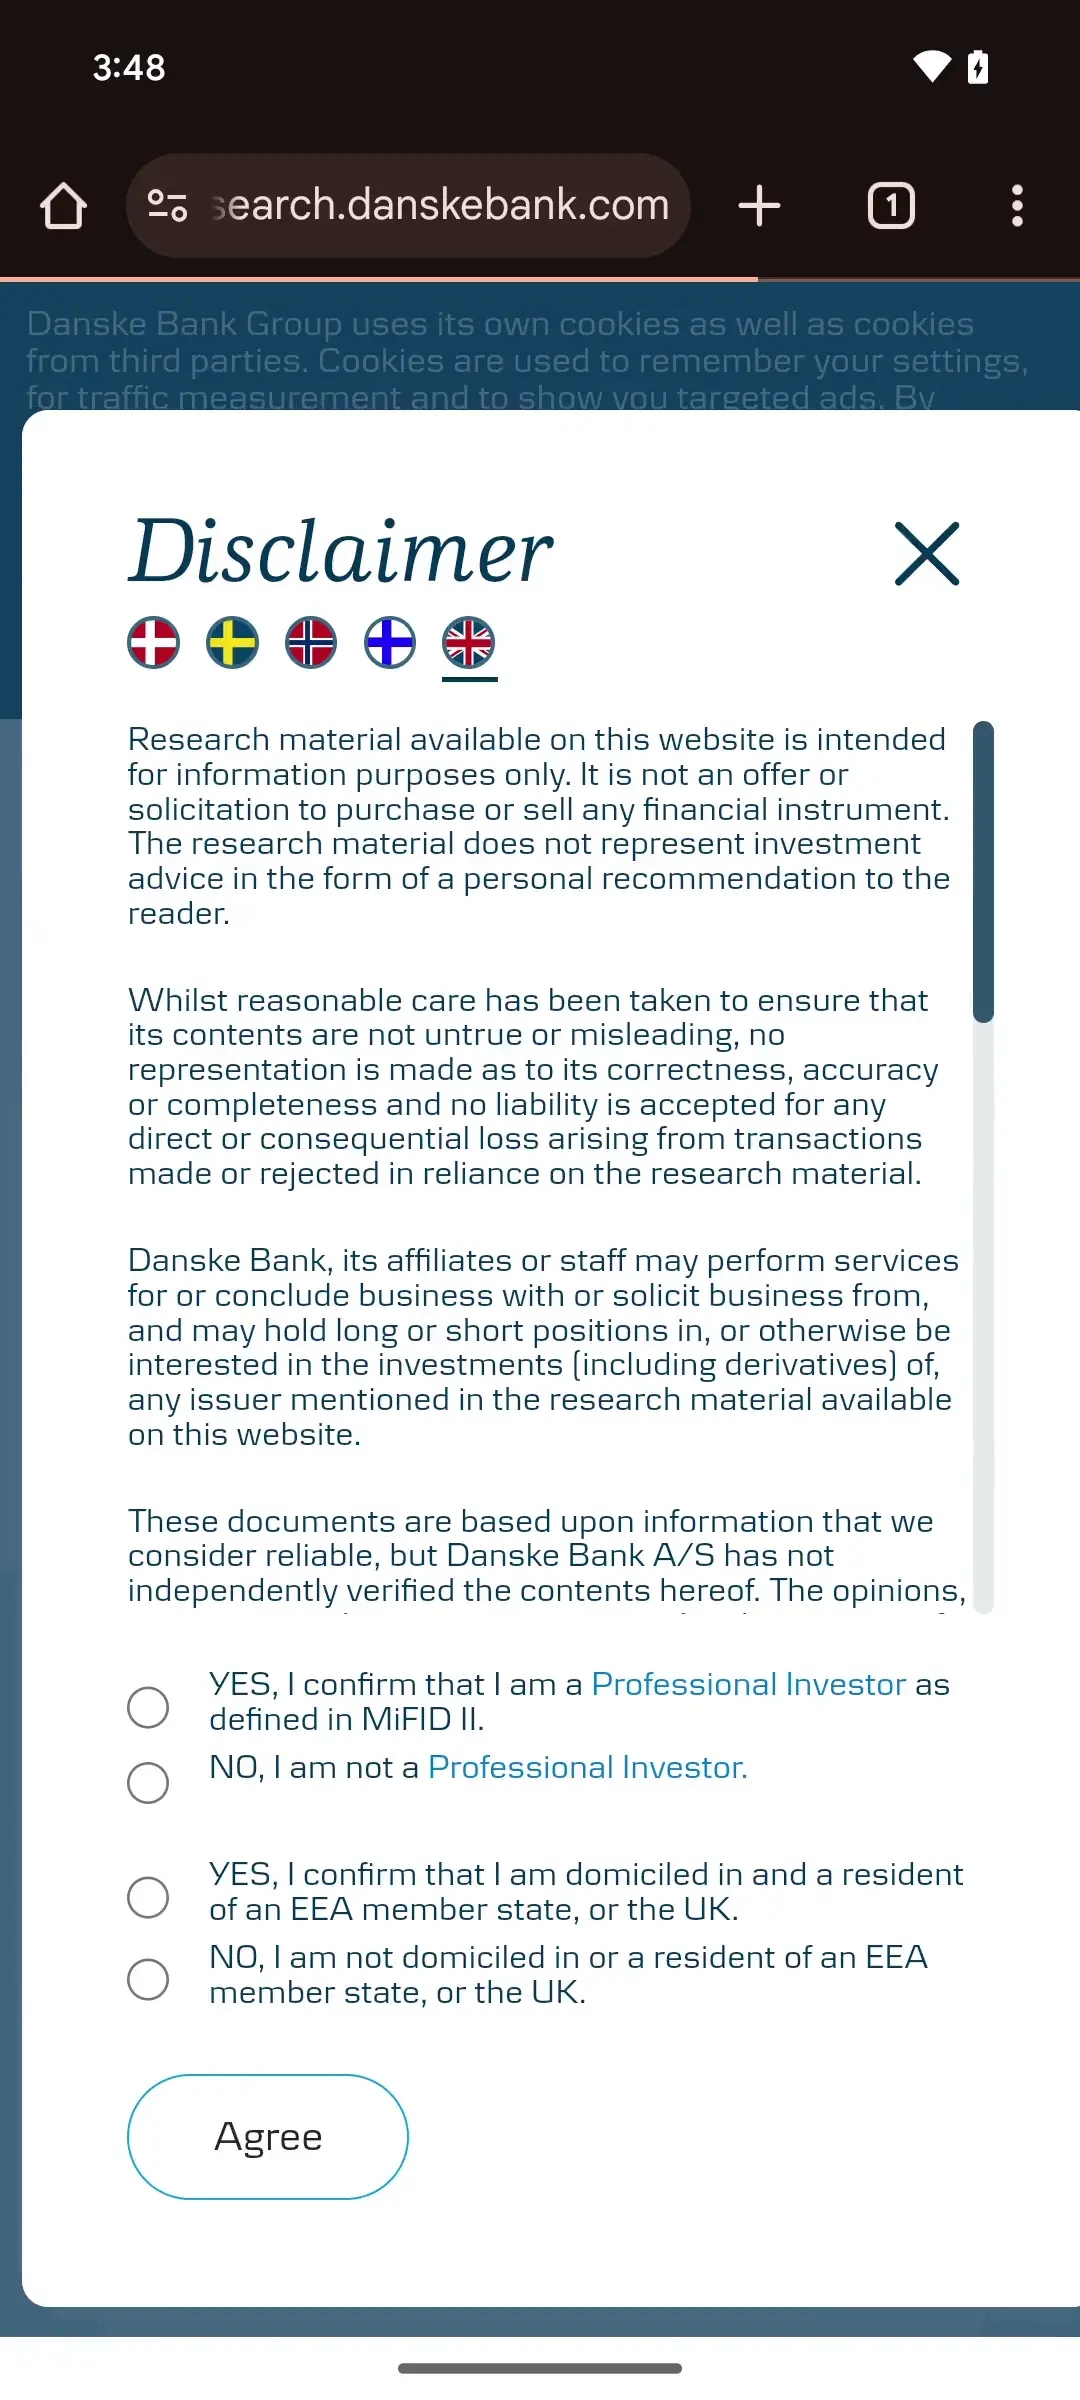 3:48
search.danskebank.com
1
Danske Bank Group uses its own cookies as well as cookies
from third parties. Cookies are used to remember your settings,
for traffic measurement and to show you targeted ads. By
Disclaimer
Research material available on this website is intended
for information purposes only. It is not an offer or
solicitation to purchase or sell any financial instrument.
The research material does not represent investment
advice in the form of a personal recommendation to the
reader.
Whilst reasonable care has been taken to ensure that
its contents are not untrue or misleading, no
representation is made as to its correctness, accuracy
or completeness and no liability is accepted for any
direct or consequential loss arising from transactions
made or rejected in reliance on the research material.
Danske Bank, its affiliates or staff may perform services
for or conclude business with or solicit business from,
and may hold long or short positions in, or otherwise be
interested in the investments (including derivatives) of,
any issuer mentioned in the research material available
on this website.
These documents are based upon information that we
consider reliable, but Danske Bank A/S has not
independently verified the contents hereof. The opinions,
YES, I confirm that I am a Professional Investor as
defined in MiFID II.
NO, I am not a Professional Investor.
YES, I confirm that I am domiciled in and a resident
of an EEA member state, or the UK.
NO, I am not domiciled in or a resident of an EEA
member state, or the UK.
Agree